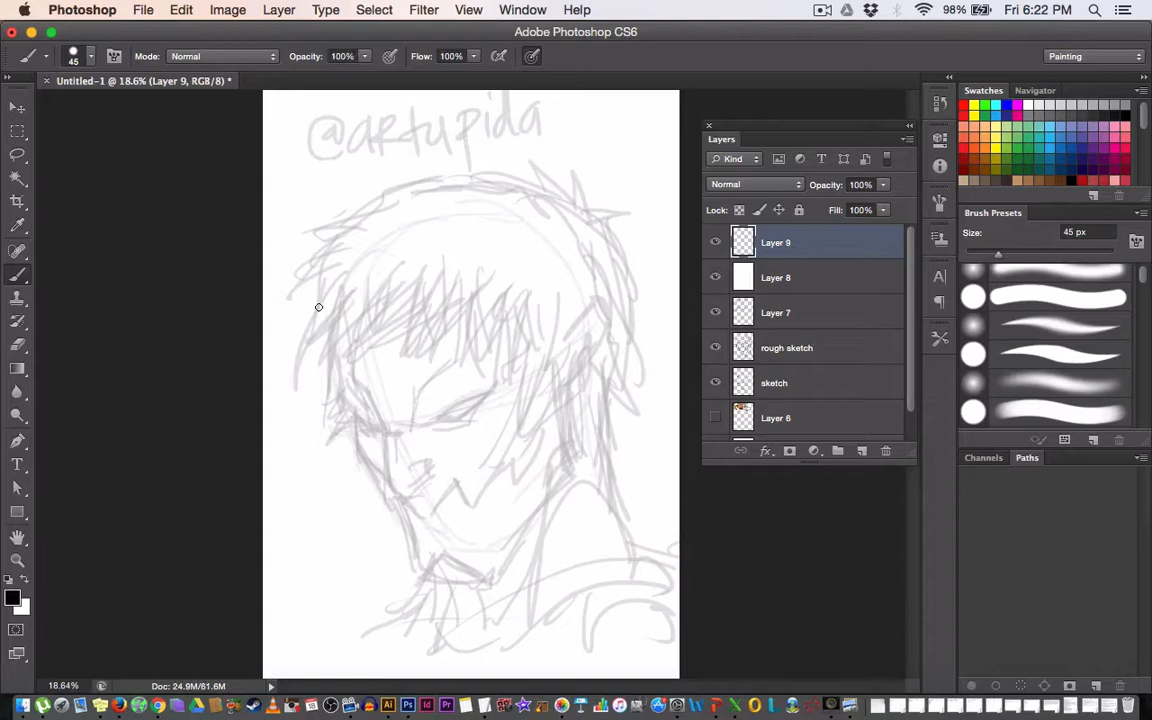 Photoshop File Edit Image Layer Type Select Filter View Window Help 98% Fri 6:22 PM
Adobe Photoshop CS6
45 Mode: Normal Opacity: 100% Flow: 100% Painting
Untitled-1 @ 18.6% (Layer 9, RGB/8) *
@artupida
Layers
Kind
Normal Opacity: 100%
Lock: Fill: 100%
Layer 9
Layer 8
Layer 7
rough sketch
sketch
Layer 6
fx
Swatches Navigator
Brush Presets
Size: 45 px
Channels Paths
18.64% Doc: 24.9M/61.6M